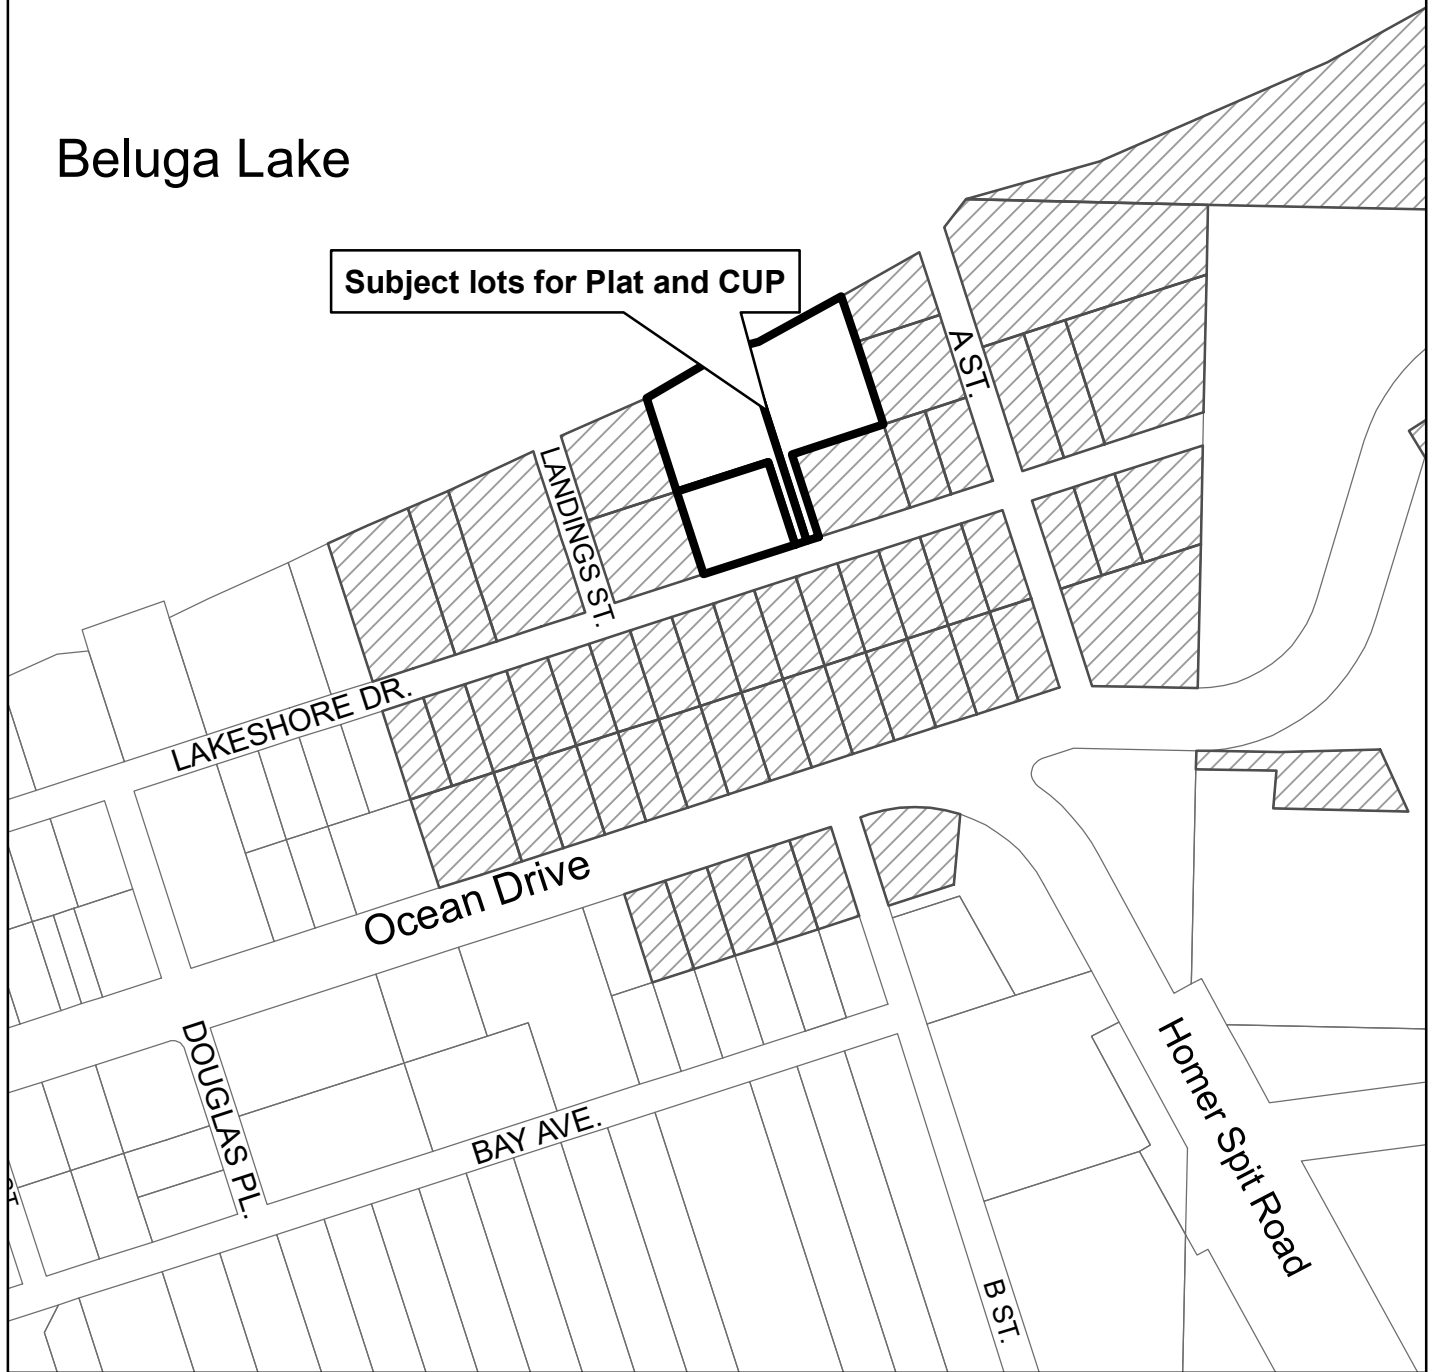 Beluga Lake
Subject lots for Plat and CUP
A ST.
LANDINGS ST.
LAKESHORE DR.
Ocean Drive
DOUGLAS PL.
BAY AVE.
Homer Spit Road
B ST.
ST